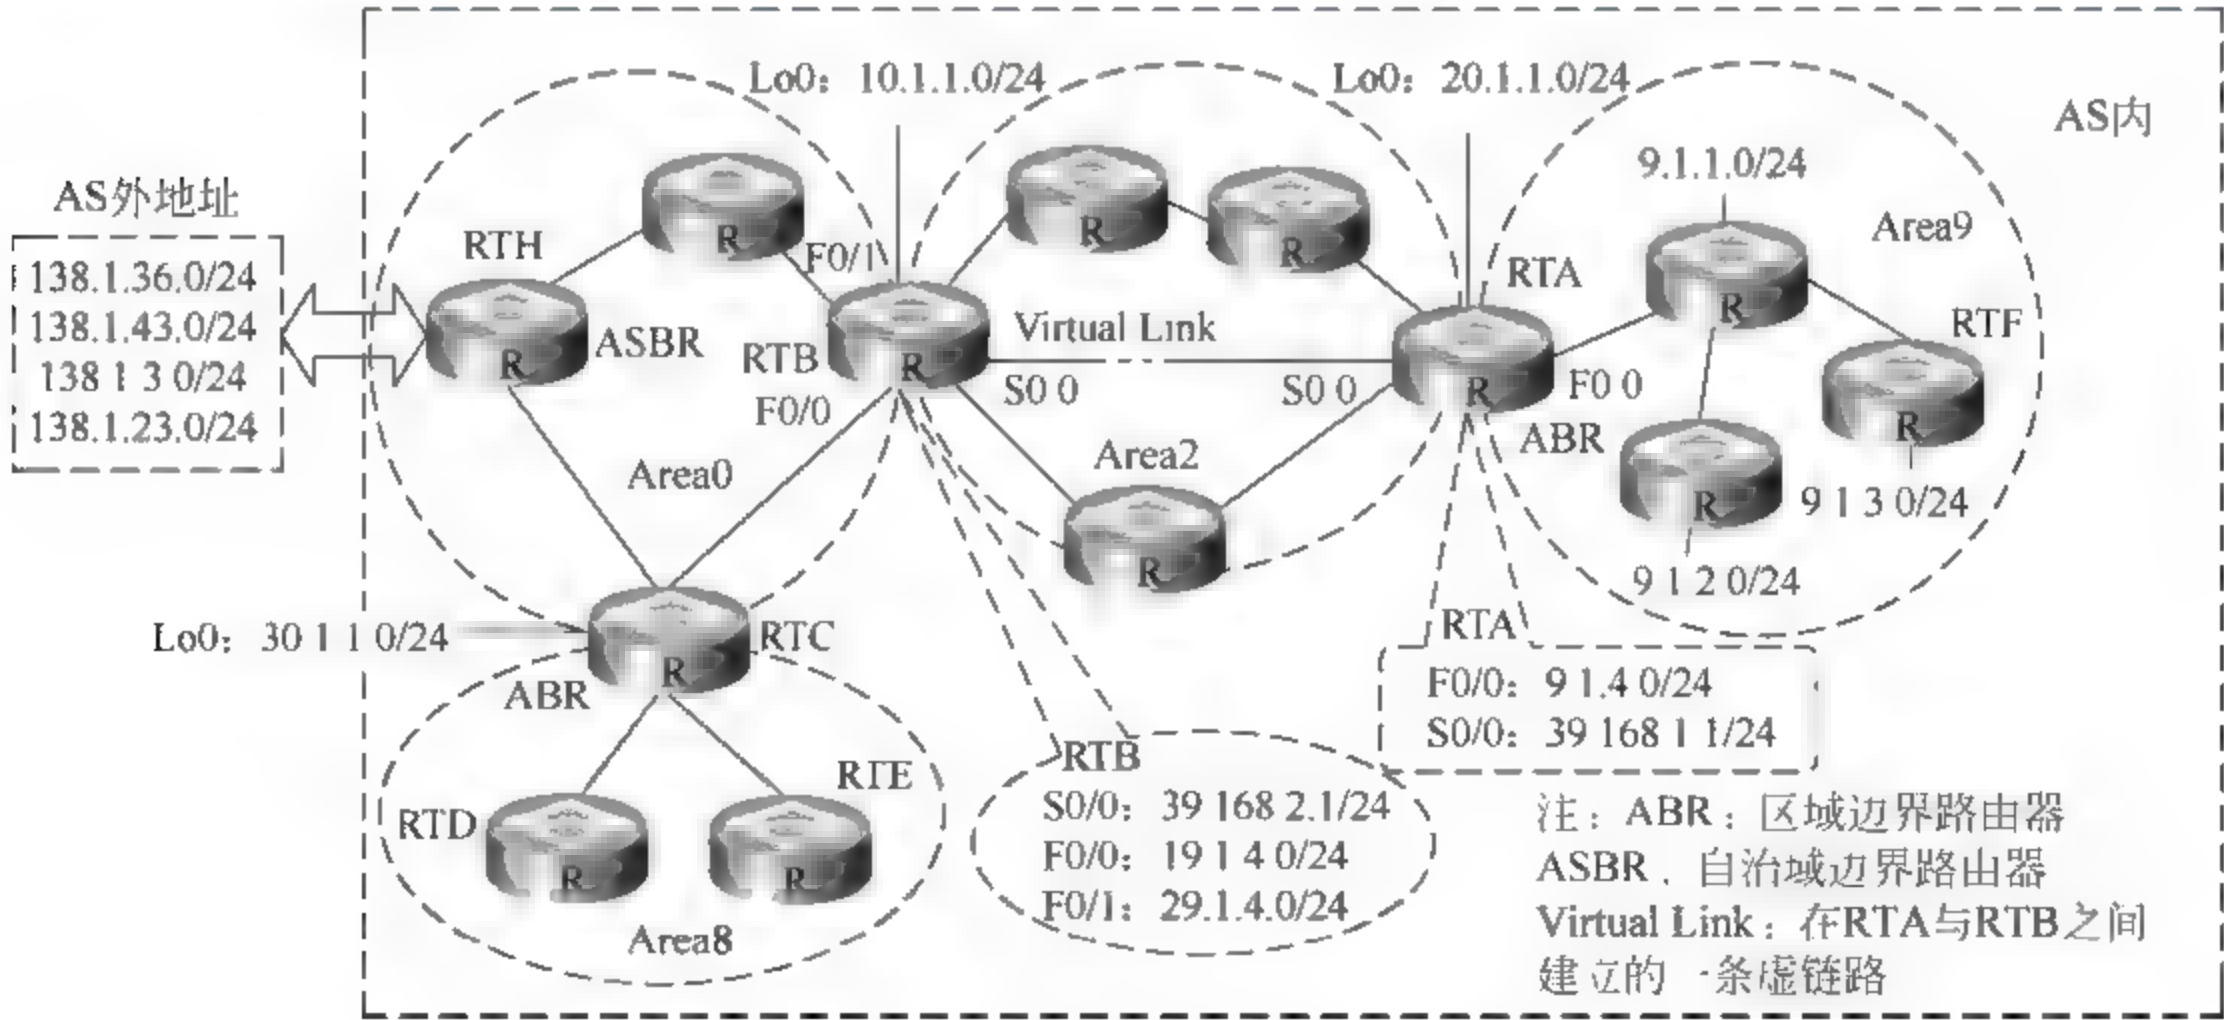 Lo0：10.1.1.0/24
Lo0：20.1.1.0/24
AS内
AS外地址
138.1.36.0/24
138.1.43.0/24
138 1 3 0/24
138.1.23.0/24
RTH
R
F0/1
R
ASBR
RTB
R
F0/0
R
R
Virtual Link
S0 0
S0 0
RTA
R
F0 0
ABR
9.1.1.0/24
Area9
R
RTF
R
9 1 3 0/24
R
9 1 2 0/24
Area0
Area2
R
Lo0：30 1 1 0/24
RTC
R
ABR
RTD
R
RTE
R
Area8
RTA
F0/0：9 1.4 0/24
S0/0：39 168 1 1/24
RTB
S0/0：39 168 2.1/24
F0/0：19 1 4 0/24
F0/1：29.1.4.0/24
注：ABR：区域边界路由器
ASBR . 自治域边界路由器
Virtual Link：在RTA与RTB之间
建立的一条虚链路